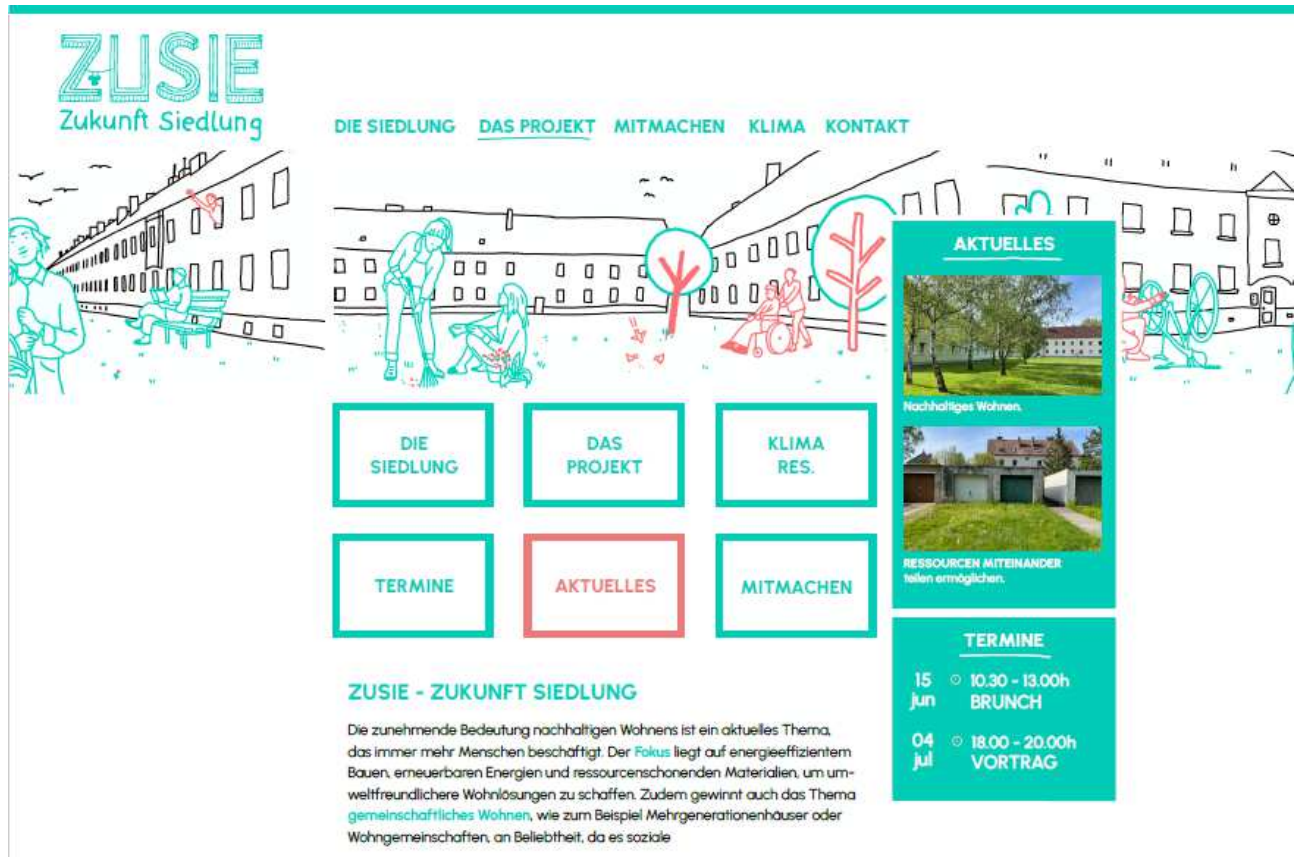 ZUSIE
Zukunft Siedlung
DIE SIEDLUNG DAS PROJEKT MITMACHEN KLIMA KONTAKT
DIE
SIEDLUNG
DAS
PROJEKT
KLIMA
RES.
TERMINE
AKTUELLES
MITMACHEN
ZUSIE - ZUKUNFT SIEDLUNG
Die zunehmende Bedeutung nachhaltigen Wohnens ist ein aktuelles Thema,
das immer mehr Menschen beschäftigt. Der Fokus liegt auf energieeffizientem
Bauen, erneuerbaren Energien und ressourcenschonenden Materialien, um um-
weltfreundlichere Wohnlösungen zu schaffen. Zudem gewinnt auch das Thema
gemeinschaftliches Wohnen, wie zum Beispiel Mehrgenerationenhäuser oder
Wohngemeinschaften, an Beliebtheit, da es soziale
AKTUELLES
Nachhaltiges Wohnen.
RESSOURCEN MITEINANDER
teilen ermöglichen.
TERMINE
15 10.30 - 13.00h
jun BRUNCH
04 18.00 - 20.00h
jul VORTRAG